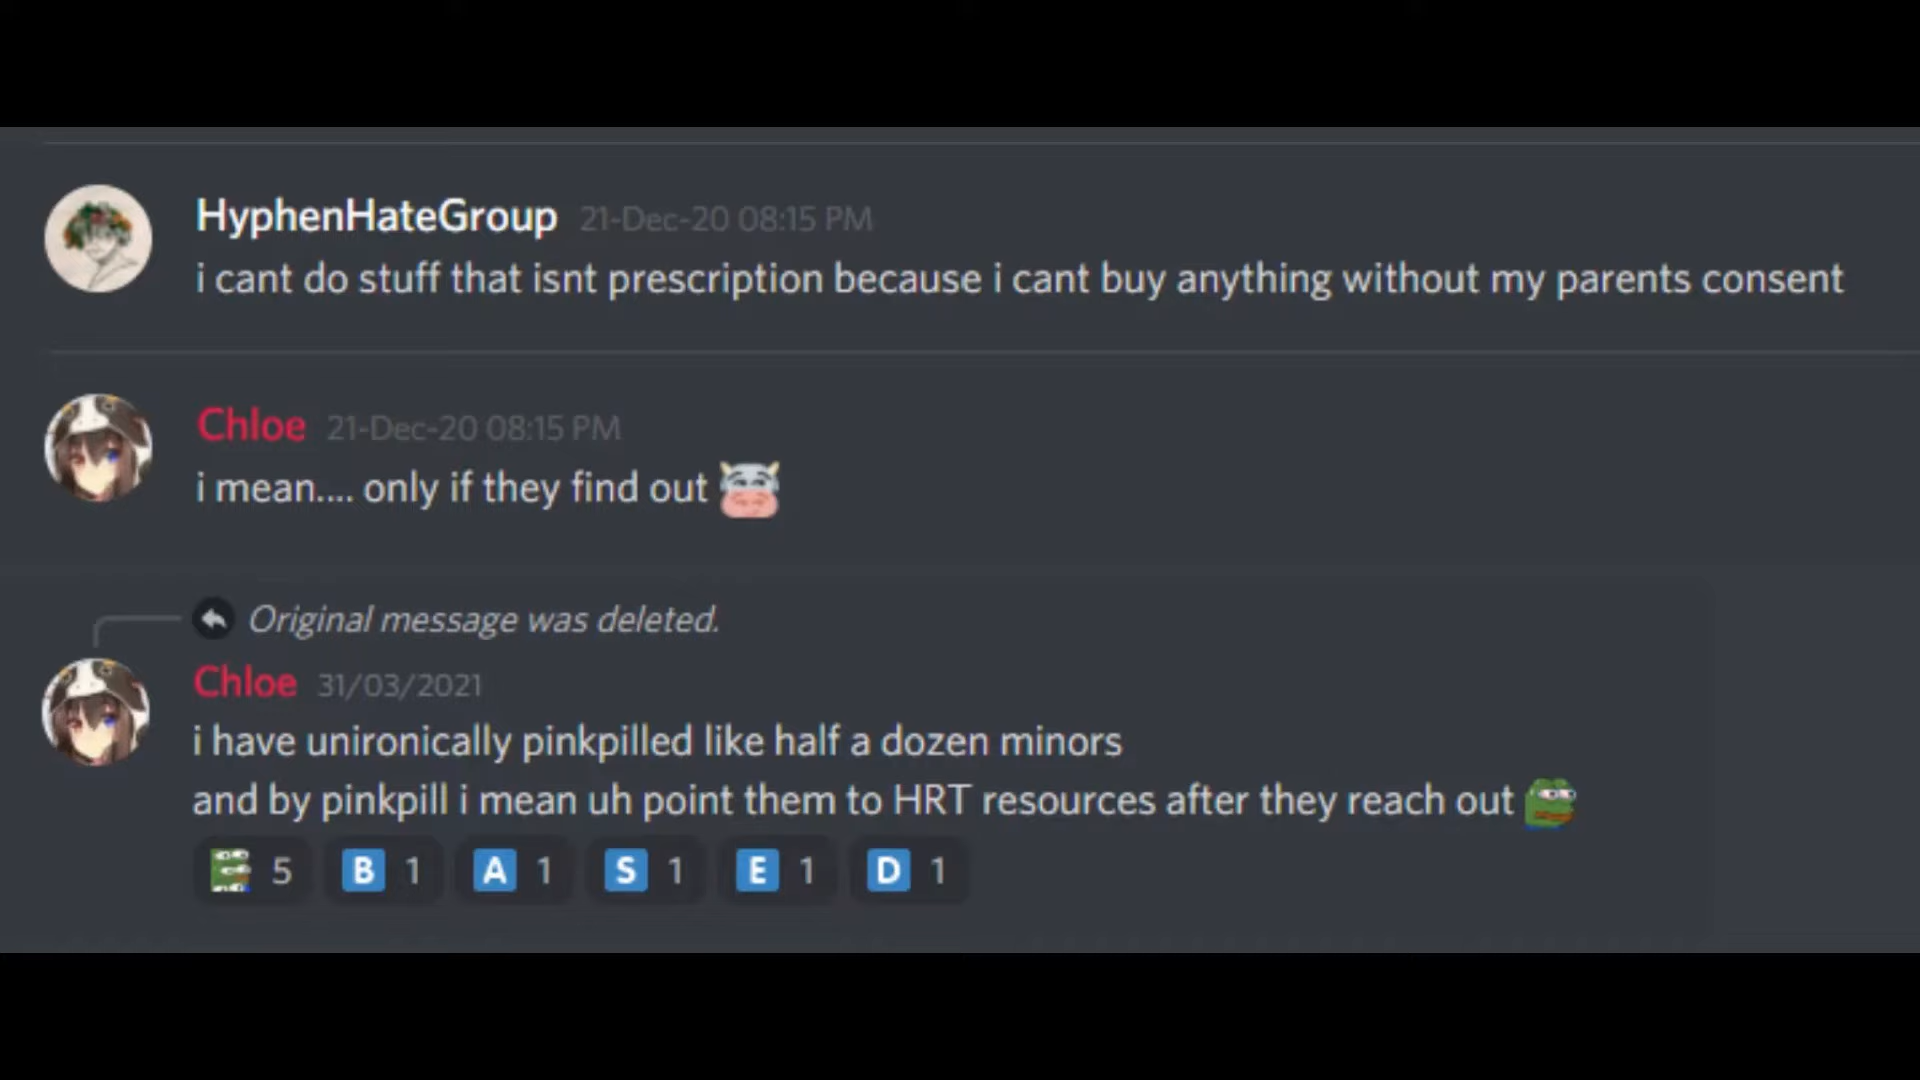 HyphenHateGroup 21-Dec-20 08:15 PM
i cant do stuff that isnt prescription because i cant buy anything without my parents consent
Chloe 21-Dec-20 08:15 PM
i mean.... only if they find out
Original message was deleted.
Chloe 31/03/2021
i have unironically pinkpilled like half a dozen minors
and by pinkpill i mean uh point them to HRT resources after they reach out
5 B 1 A 1 S 1 E 1 D 1